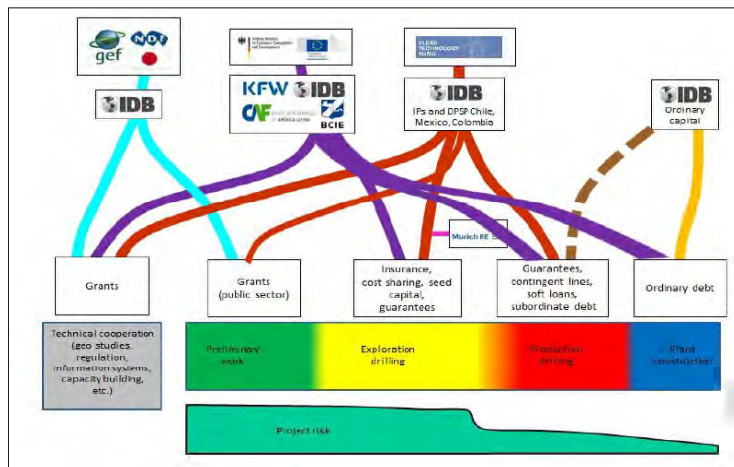 gef
NDF
CLEAN
TECHNOLOGY
FUND
IDB
KFW IDB
CAF
BCIE
IDB
IPs and DPSP Chile,
Mexico, Colombia
IDB
Ordinary
capital
Munich RE
Grants
Grants
(public sector)
Insurance,
cost sharing, seed
capital,
guarantees
Guarantees,
contingent lines,
soft loans,
subordinate debt
Ordinary debt
Technical cooperation
(geo studies,
regulation,
information systems,
capacity building,
etc.)
Preliminary
work
Exploration
drilling
Production
drilling
Plant
construction
Project risk